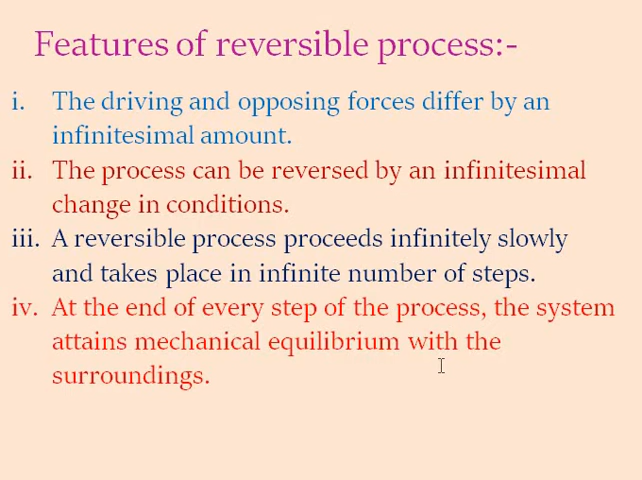 Features of reversible process:-
i. The driving and opposing forces differ by an
infinitesimal amount.
ii. The process can be reversed by an infinitesimal
change in conditions.
iii. A reversible process proceeds infinitely slowly
and takes place in infinite number of steps.
iv. At the end of every step of the process, the system
attains mechanical equilibrium with the
surroundings.